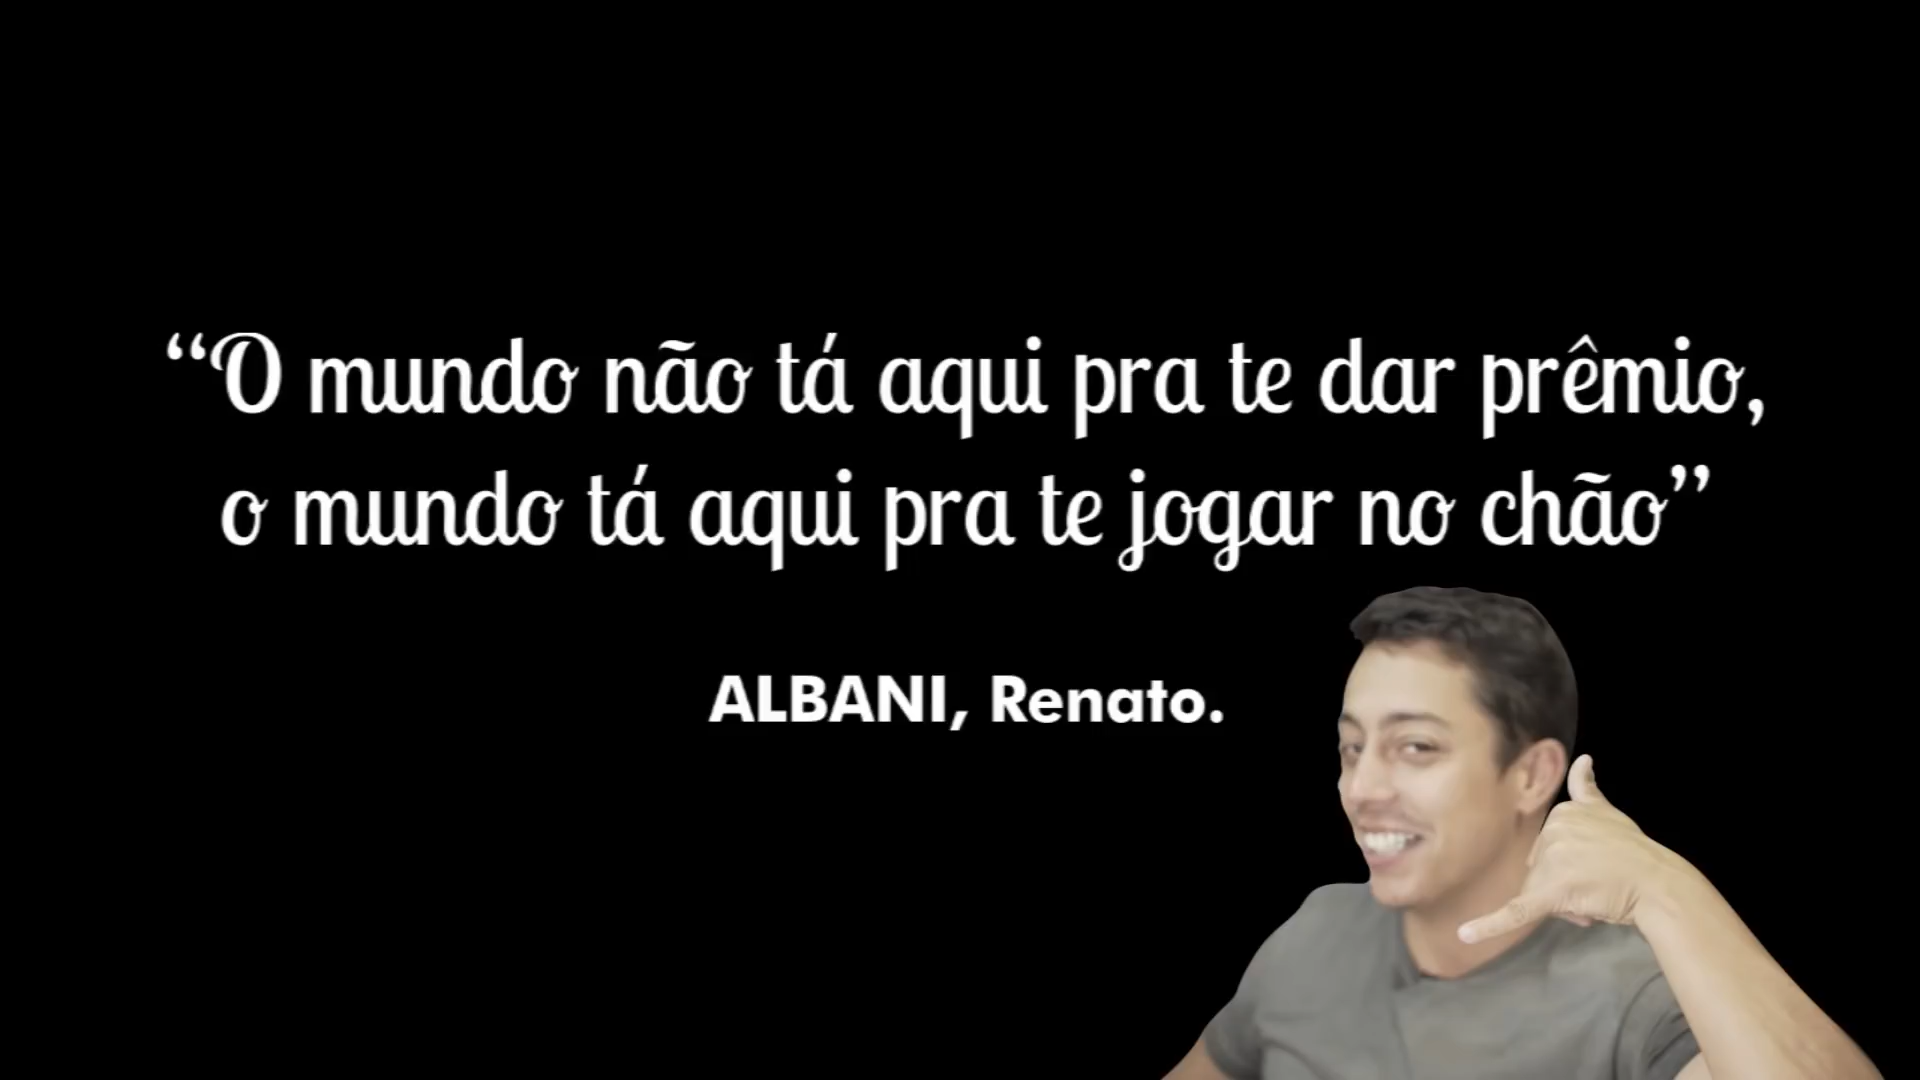 “O mundo não tá aqui pra te dar prêmio,
o mundo tá aqui pra te jogar no chão”
ALBANI, Renato.